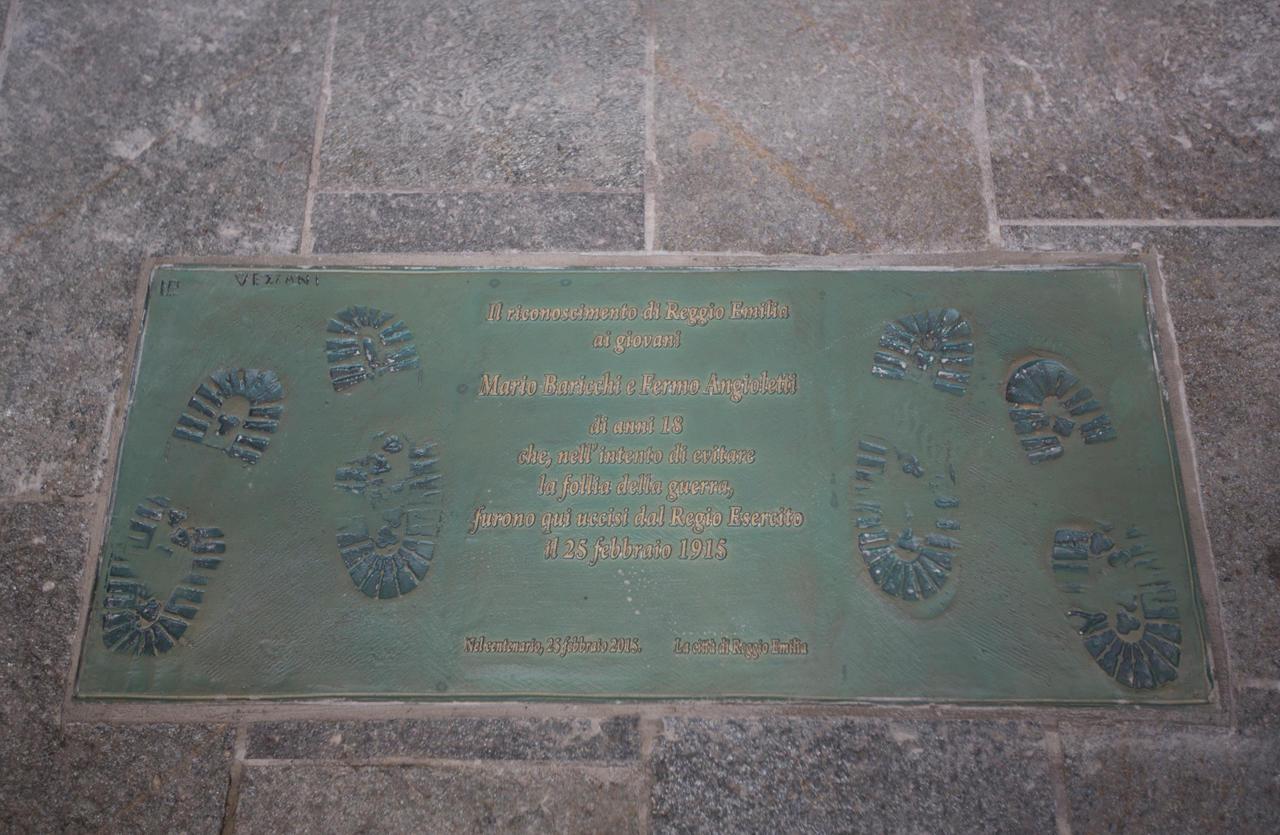 VEZZANI
Il riconoscimento di Reggio Emilia
ai giovani
Mario Baricchi e Fermo Angioletti
di anni 18
che, nell'intento di evitare
la follia della guerra,
furono qui uccisi dal Regio Esercito
il 25 febbraio 1915
Nel centenario, 25 febbraio 2015. La città di Reggio Emilia